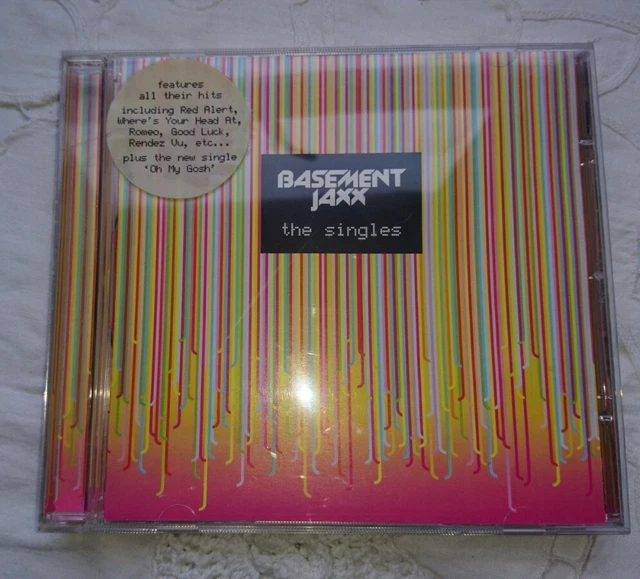 features
all their hits
including Red Alert,
Where's Your Head At,
Romeo, Good Luck,
Rendez Vu, etc...
plus the new single
'Oh My Gosh'
BASEMENT
JAXX
the singles